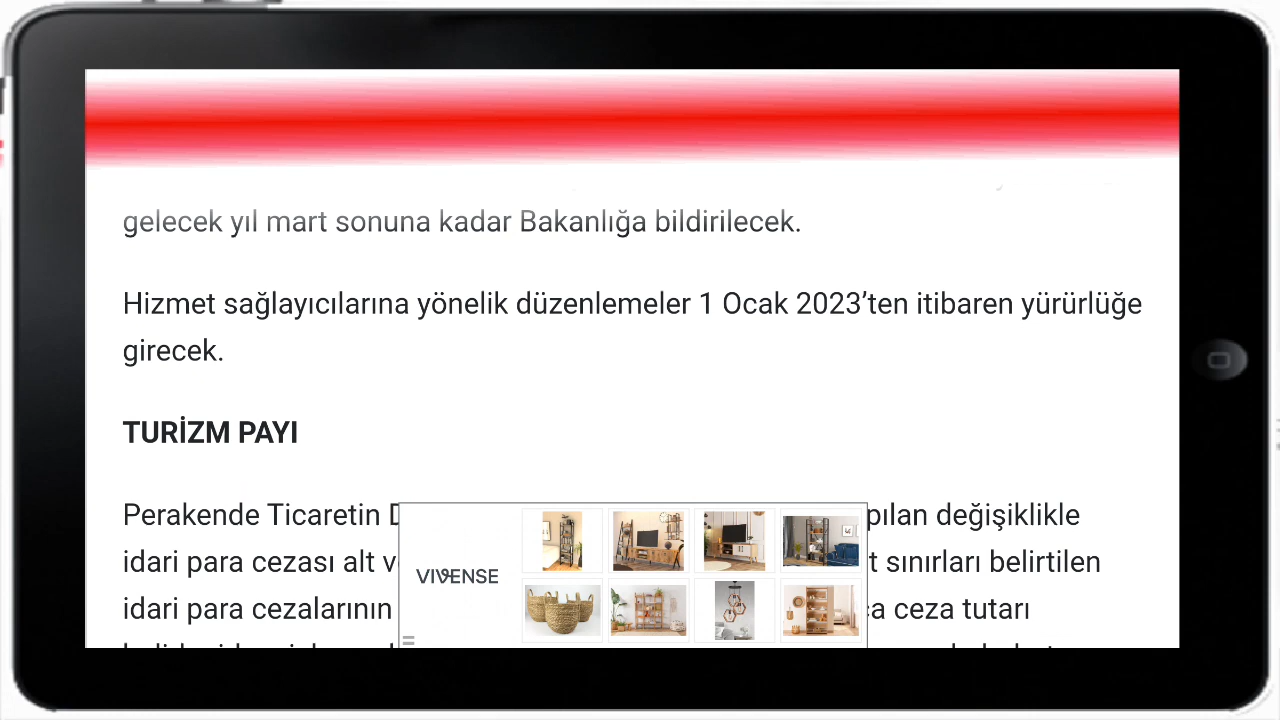 gelecek yıl mart sonuna kadar Bakanlığa bildirilecek.
Hizmet sağlayıcılarına yönelik düzenlemeler 1 Ocak 2023’ten itibaren yürürlüğe
girecek.
TURİZM PAYI
Perakende Ticaretin değişiklikle
idari para cezası alt sınırları belirtilen
idari para cezalarının ceza tutarı
VIVENSE